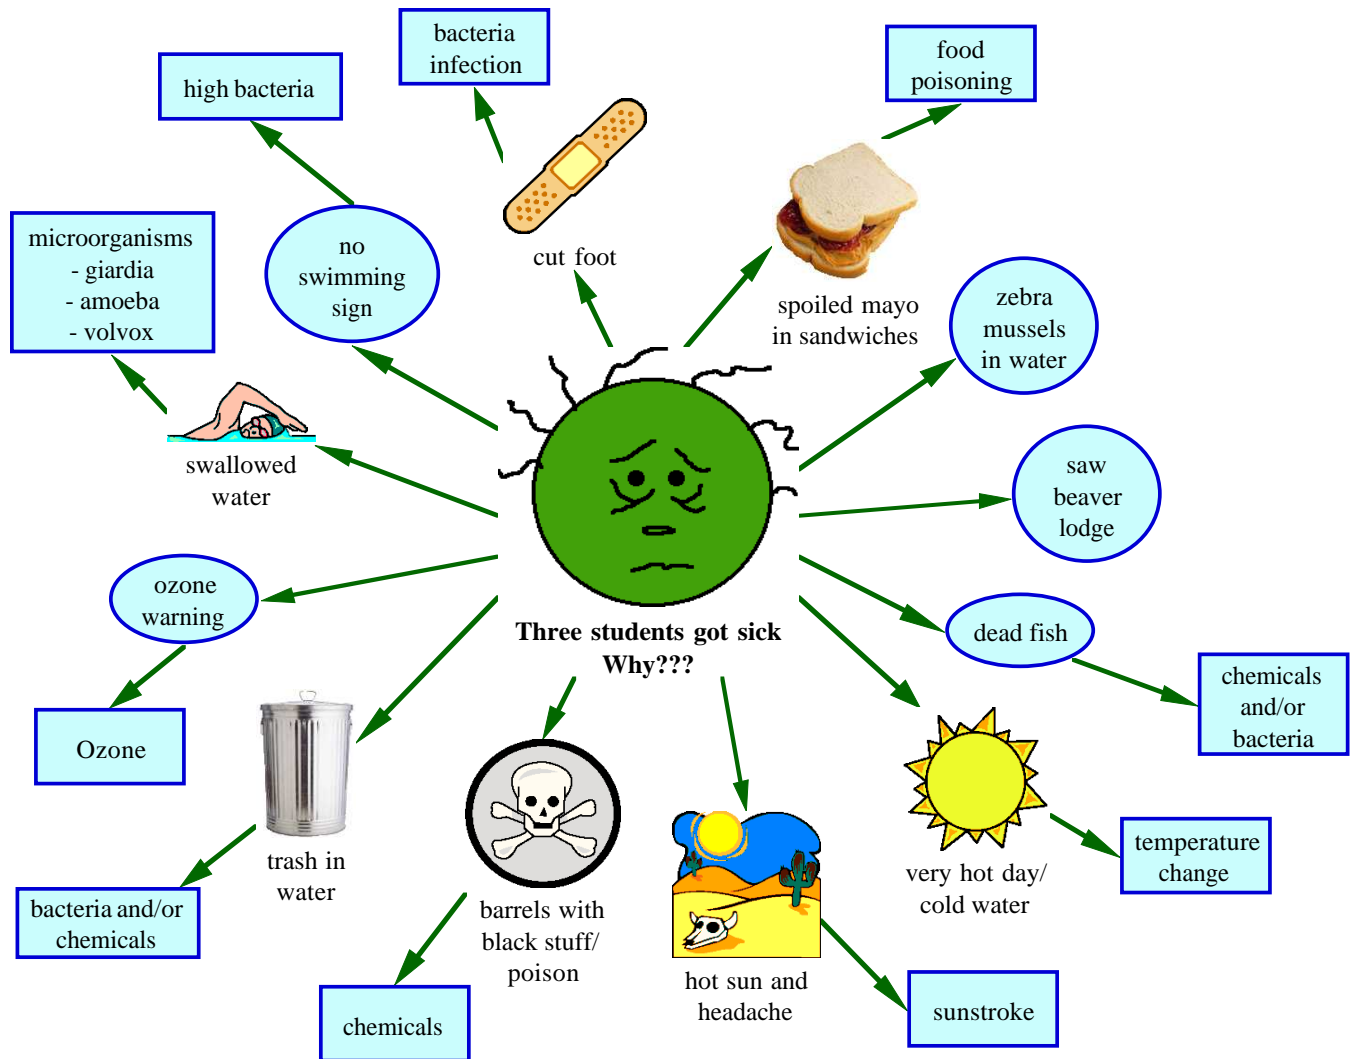 bacteria
infection
food
poisoning
high bacteria
microorganisms
- giardia
- amoeba
- volvox
no
swimming
sign
cut foot
spoiled mayo
in sandwiches
zebra
mussels
in water
swallowed
water
saw
beaver
lodge
ozone
warning
Three students got sick
Why???
dead fish
chemicals
and/or
bacteria
Ozone
trash in
water
bacteria and/or
chemicals
barrels with
black stuff/
poison
chemicals
hot sun and
headache
sunstroke
very hot day/
cold water
temperature
change